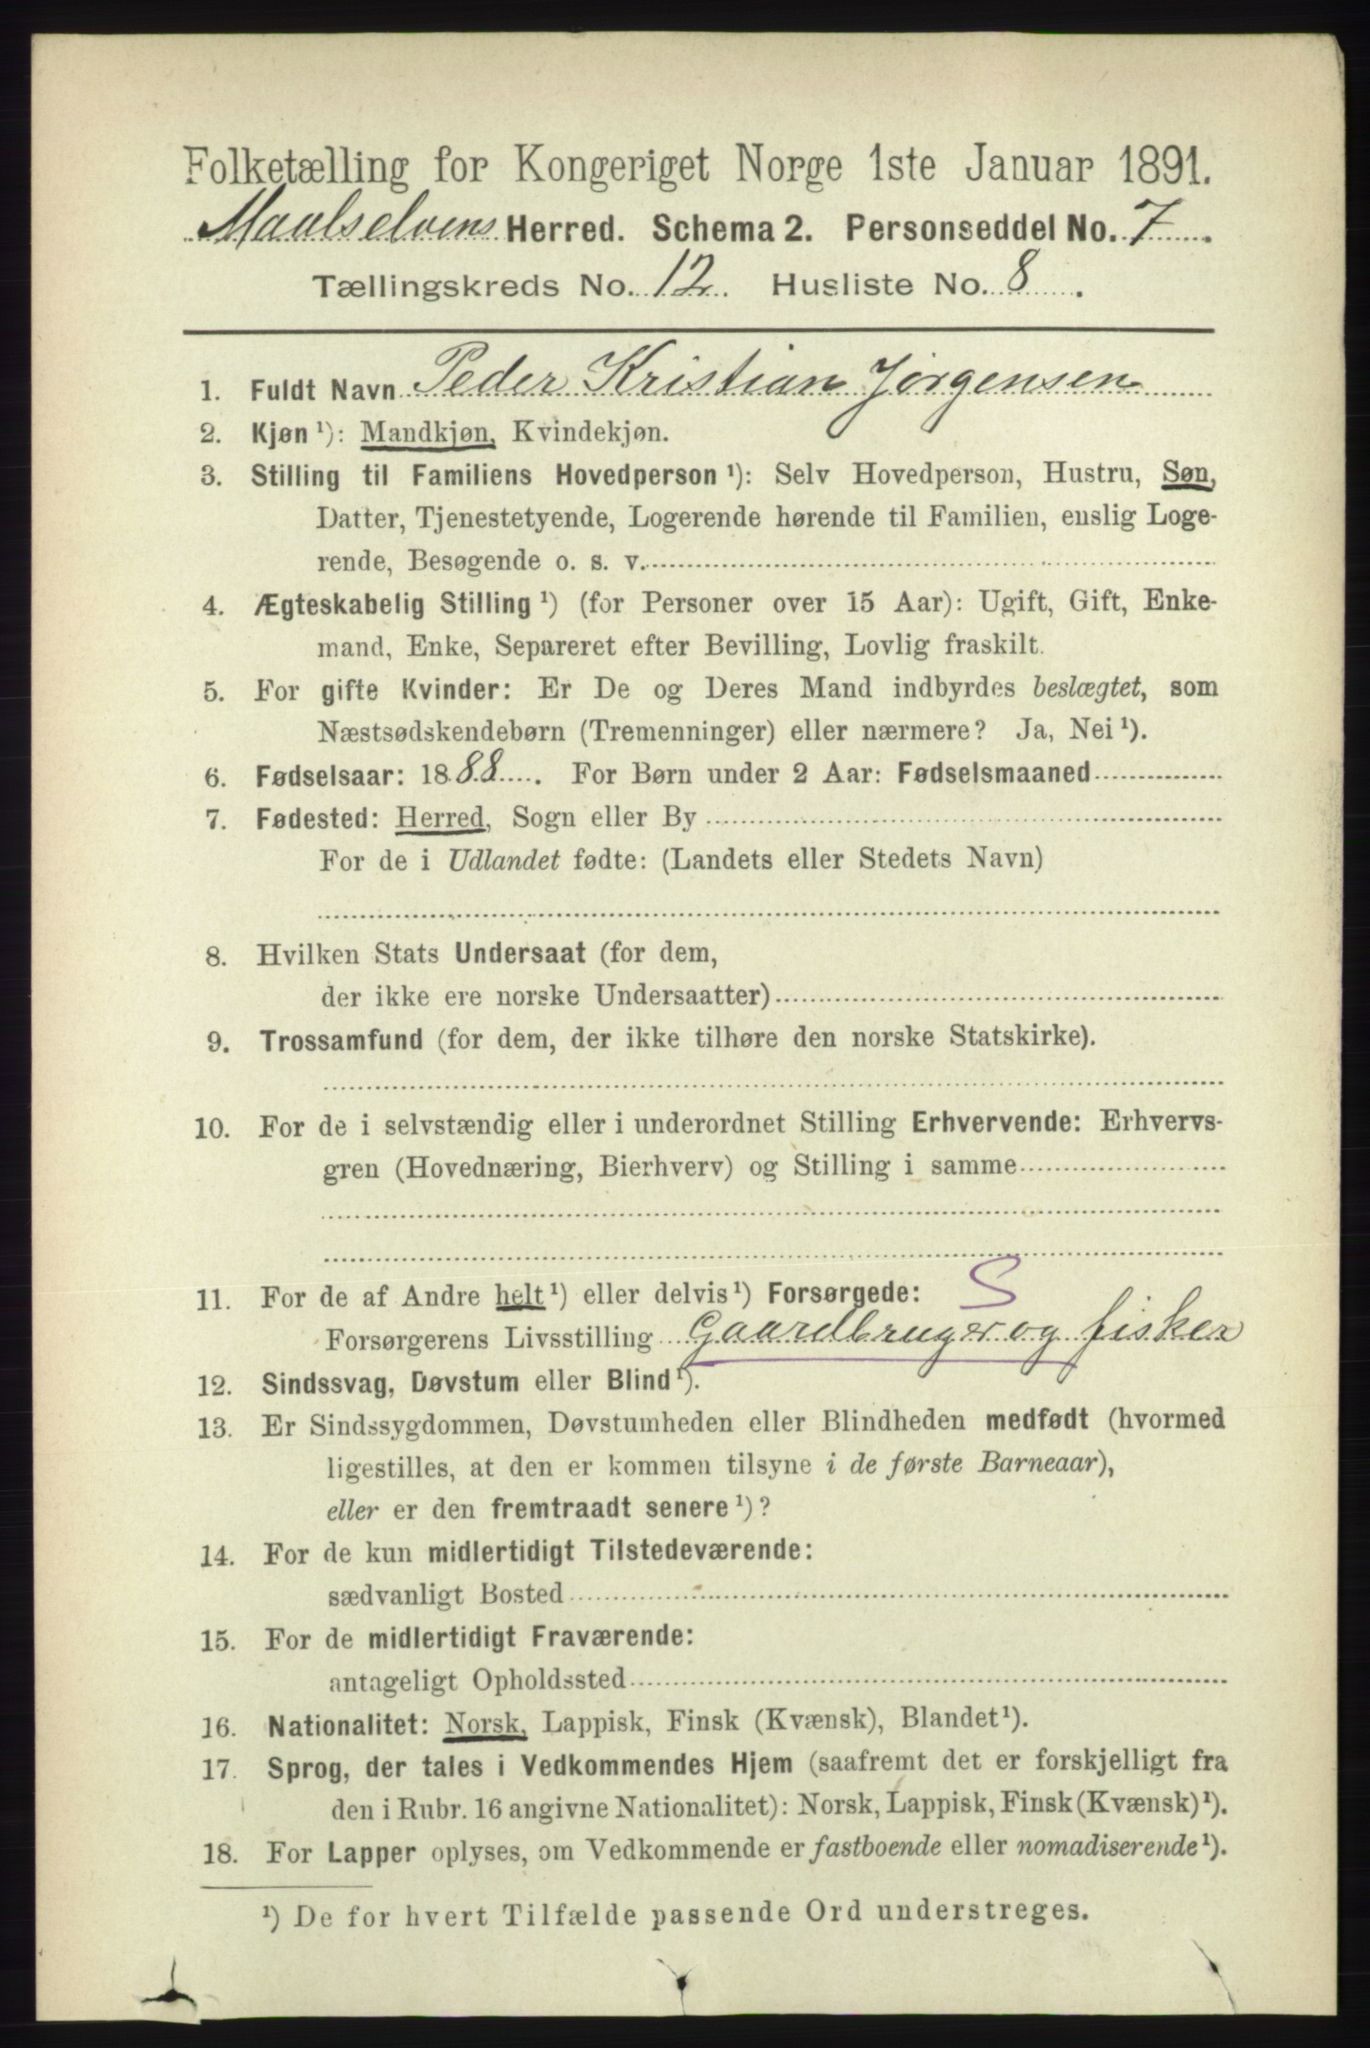 Folketælling for Kongeriget Norge 1ste Januar 1891.
Maalselvens Herred. Schema 2. Personseddel No. 7.
Tællingskreds No. 12. Husliste No. 8.
1. Fuldt Navn Peder Kristian Jørgensen
2. Kjøn ¹): Mandkjøn, Kvindekjøn.
3. Stilling til Familiens Hovedperson ¹): Selv Hovedperson, Hustru, Søn,
Datter, Tjenestetyende, Logerende hørende til Familien, enslig Loge-
rende, Besøgende o. s. v.
4. Ægteskabelig Stilling ¹) (for Personer over 15 Aar): Ugift, Gift, Enke-
mand, Enke, Separeret efter Bevilling, Lovlig fraskilt.
5. For gifte Kvinder: Er De og Deres Mand indbyrdes beslægtet, som
Næstsødskendebørn (Tremenninger) eller nærmere? Ja, Nei ¹).
6. Fødselsaar: 1888. For Børn under 2 Aar: Fødselsmaaned
7. Fødested: Herred, Sogn eller By
For de i Udlandet fødte: (Landets eller Stedets Navn)
8. Hvilken Stats Undersaat (for dem,
der ikke ere norske Undersaatter)
9. Trossamfund (for dem, der ikke tilhøre den norske Statskirke).
10. For de i selvstændig eller i underordnet Stilling Erhvervende: Erhvervs-
gren (Hovednæring, Bierhverv) og Stilling i samme
11. For de af Andre helt ¹) eller delvis ¹) Forsørgede: S
Forsørgerens Livsstilling Gaardbruger og fisker
12. Sindssvag, Døvstum eller Blind ¹).
13. Er Sindssygdommen, Døvstumheden eller Blindheden medfødt (hvormed
ligestilles, at den er kommen tilsyne i de første Barneaar),
eller er den fremtraadt senere ¹)?
14. For de kun midlertidigt Tilstedeværende:
sædvanligt Bosted
15. For de midlertidigt Fraværende:
antageligt Opholdssted
16. Nationalitet: Norsk, Lappisk, Finsk (Kvænsk), Blandet ¹).
17. Sprog, der tales i Vedkommendes Hjem (saafremt det er forskjelligt fra
den i Rubr. 16 angivne Nationalitet): Norsk, Lappisk, Finsk (Kvænsk) ¹).
18. For Lapper oplyses, om Vedkommende er fastboende eller nomadiserende ¹).
¹) De for hvert Tilfælde passende Ord understreges.